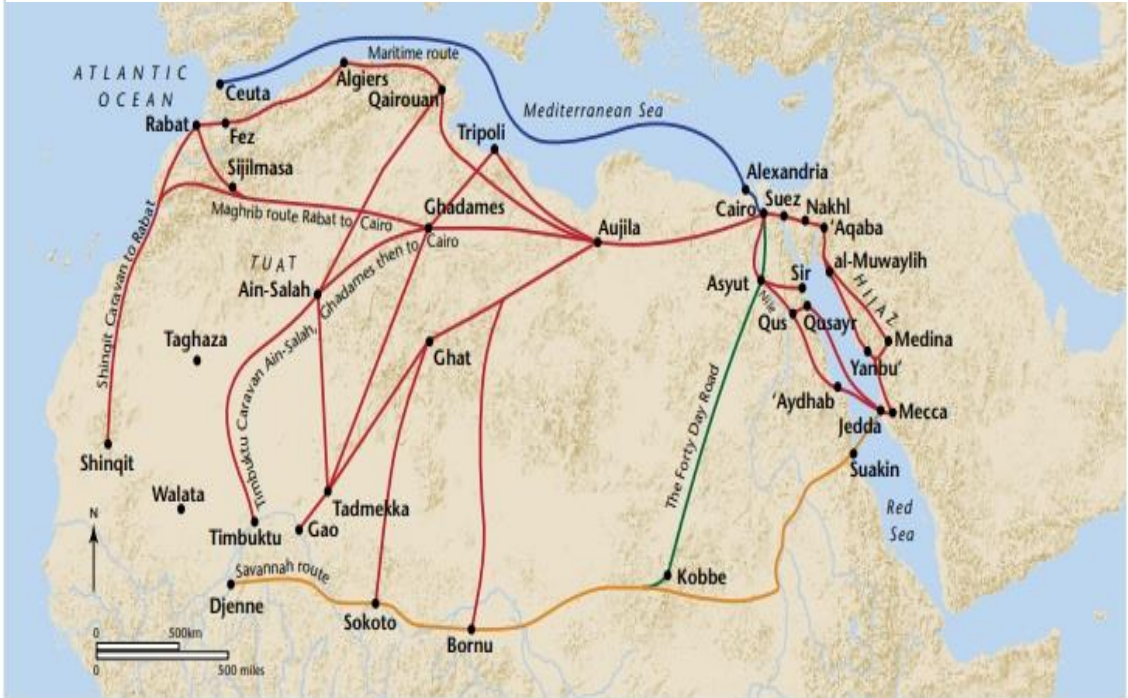 ATLANTIC
OCEAN
Ceuta
Algiers
Maritime route
Qairouan
Mediterranean Sea
Rabat
Fez
Tripoli
Sijilmasa
Alexandria
Cairo
Suez
Nakhl
'Aqaba
Maghrib route Rabat to Cairo
Ghadames
Aujila
Shinqit Caravan to Rabat
TUAT
Ain-Salah
Timbuktu Caravan Ain-Salah, Ghadames then to Cairo
Asyut
Nile
Sir
al-Muwaylih
HIJAZ
Qus
Qusayr
Medina
Yanbu'
Taghaza
Ghat
'Aydhab
Mecca
Jedda
The Forty Day Road
Shinqit
Suakin
Walata
Tadmekka
Red
Sea
N
Timbuktu
Gao
Savannah route
Kobbe
Djenne
Sokoto
Bornu
0 500km
0 500 miles